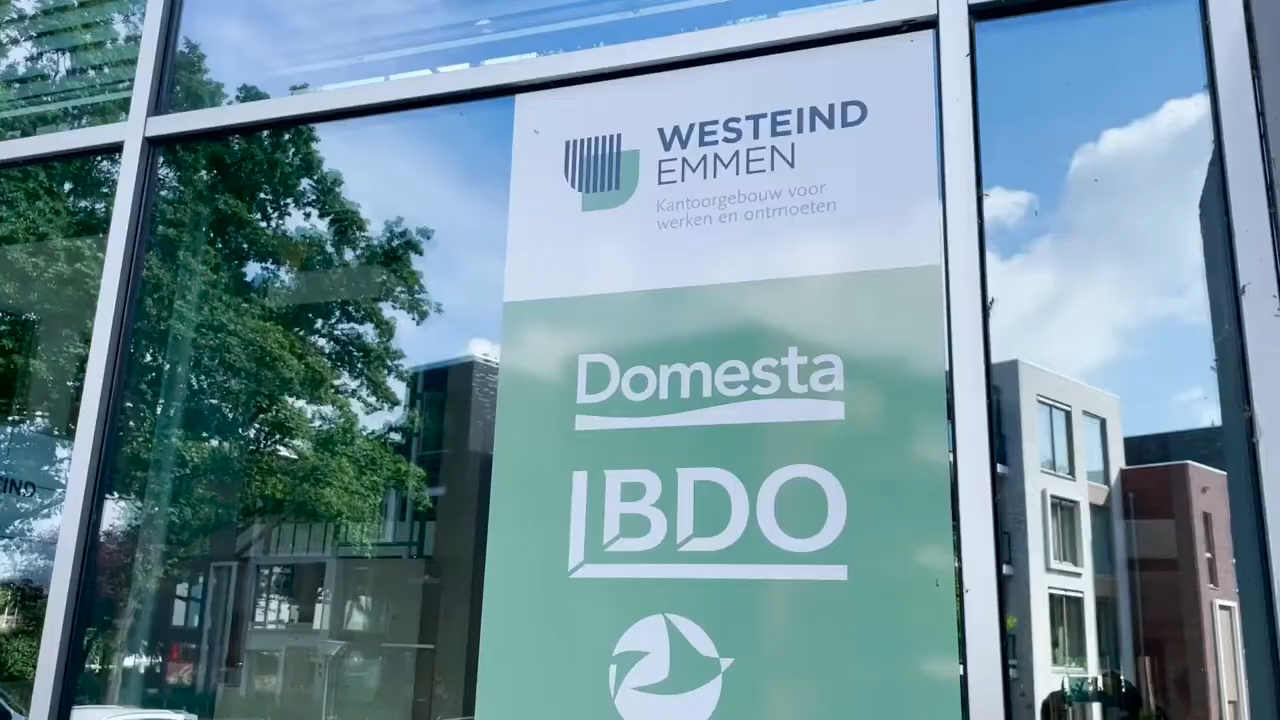 WESTEIND
EMMEN
Kantoorgebouw voor
werken en ontmoeten
Domesta
BDO